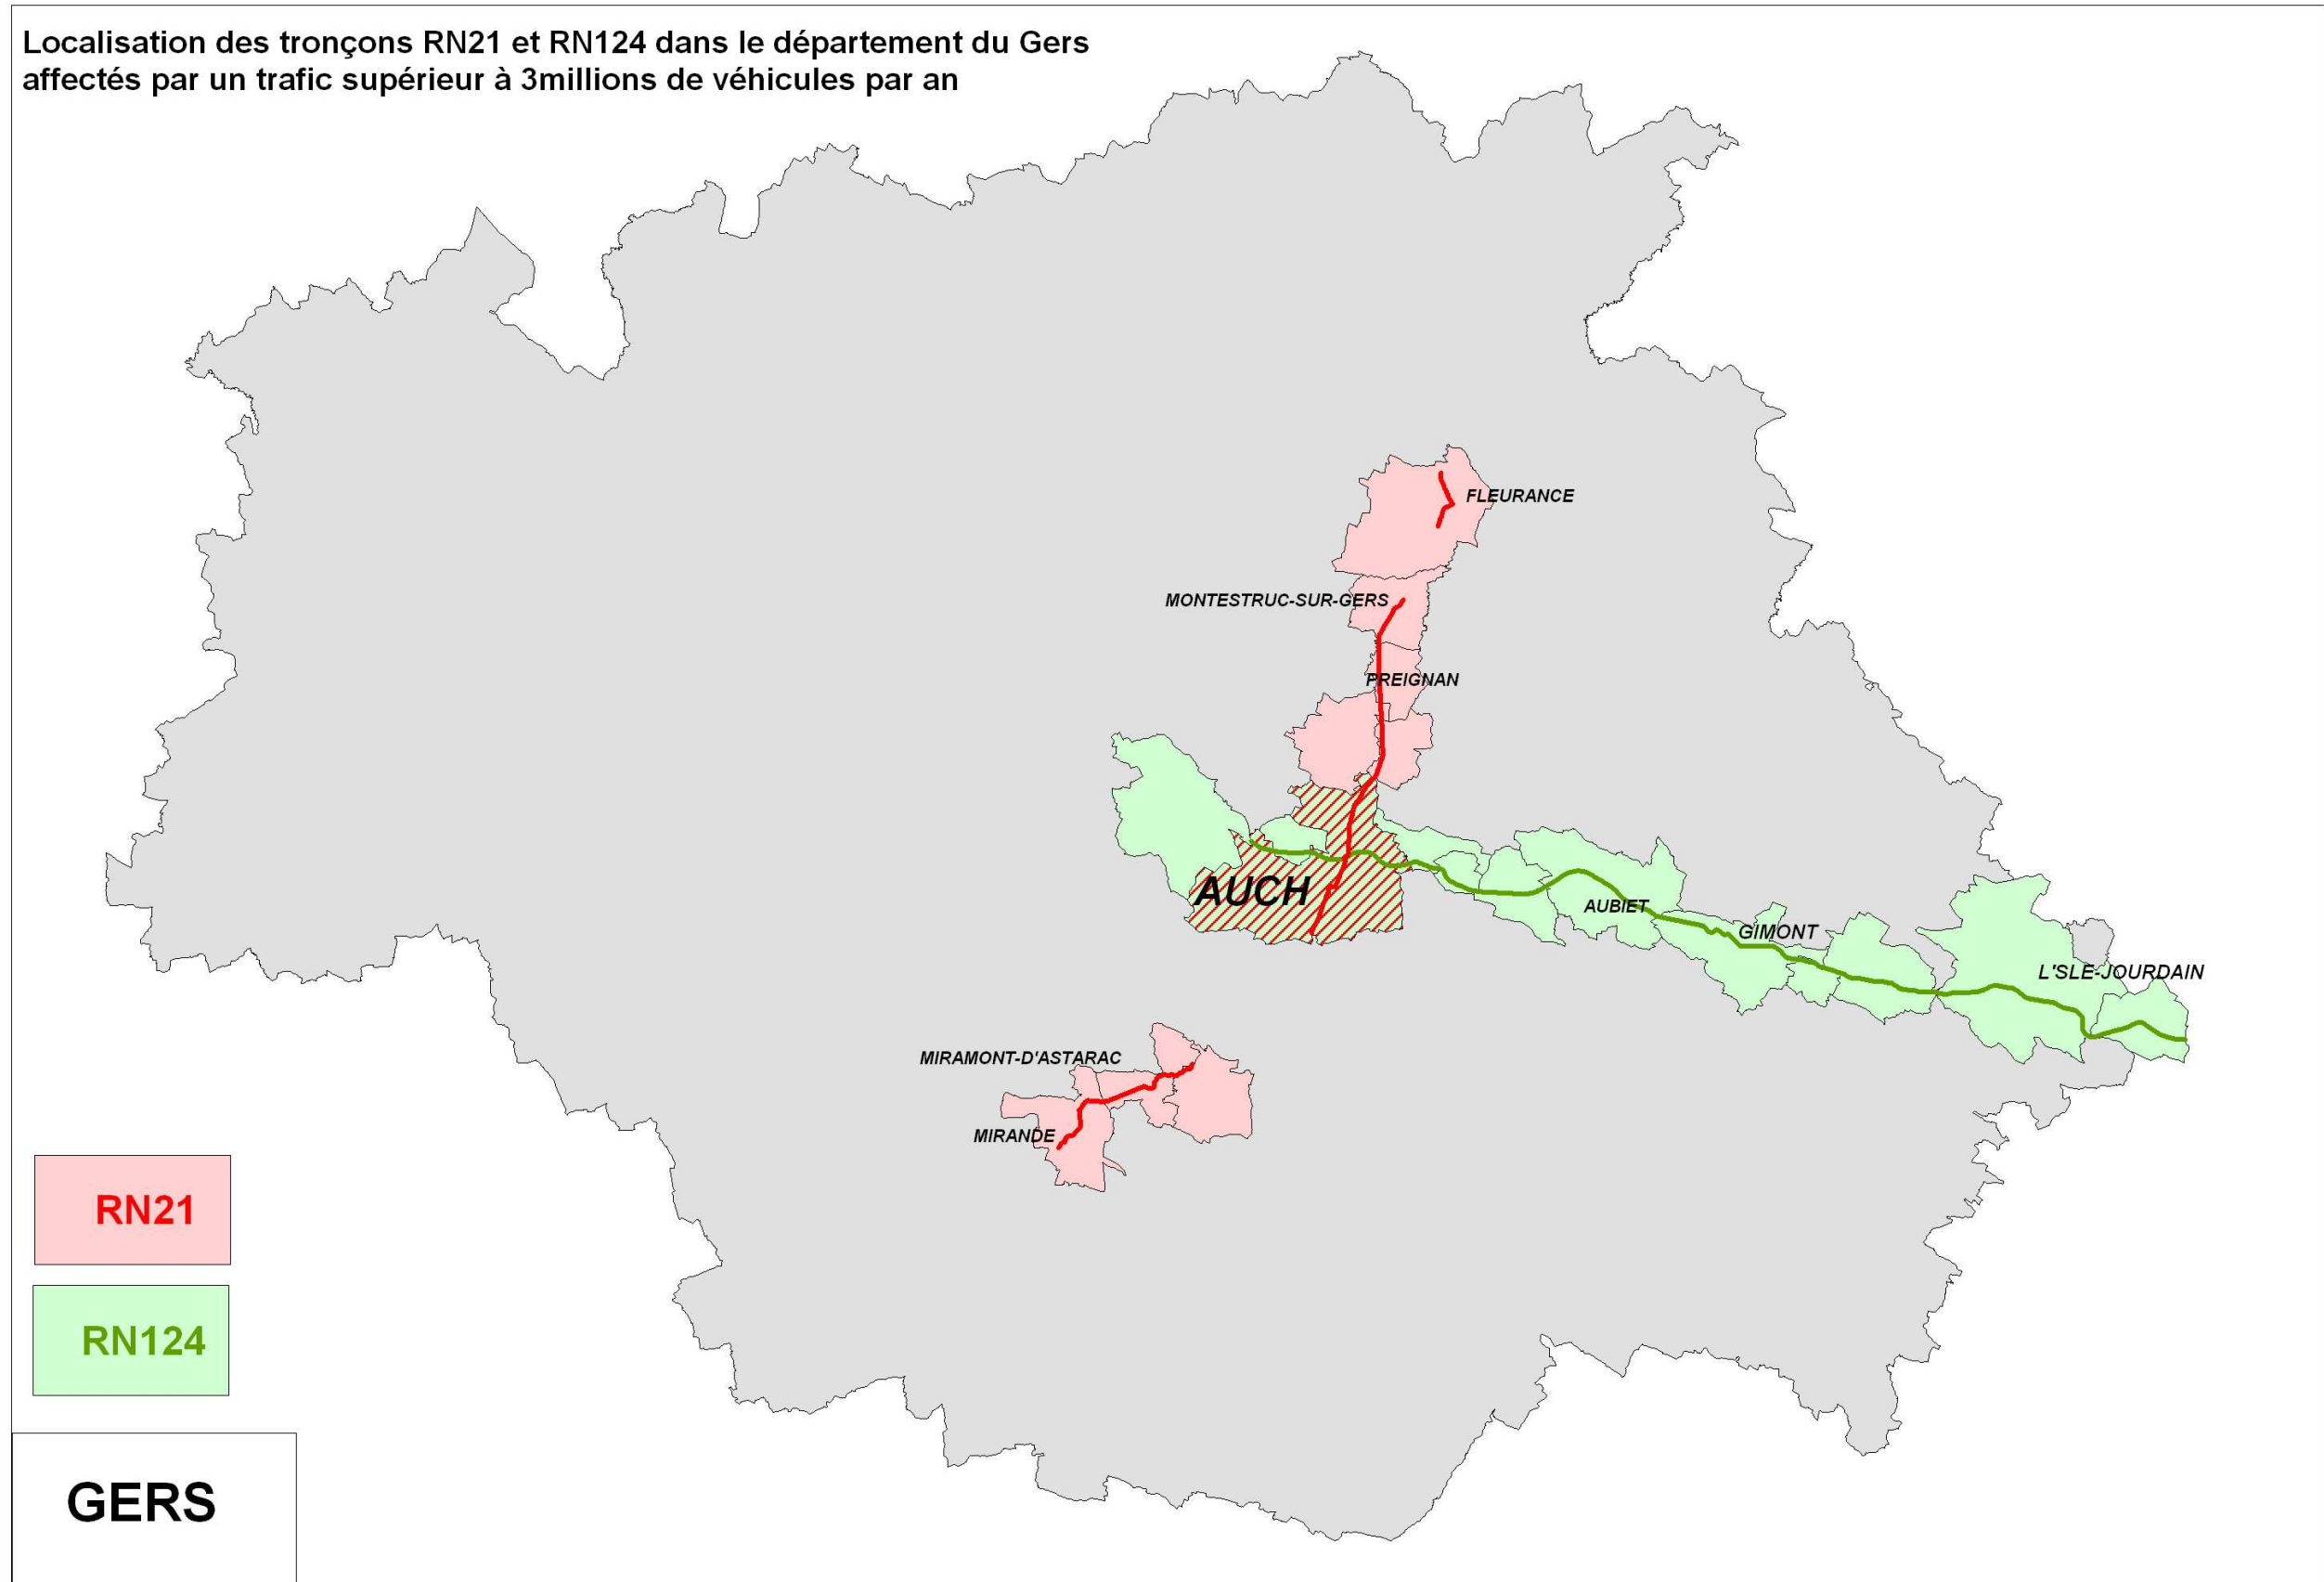 Localisation des tronçons RN21 et RN124 dans le département du Gers
affectés par un trafic supérieur à 3millions de véhicules par an
FLEURANCE
MONTESTRUC-SUR-GERS
PREIGNAN
AUCH
AUBIET
GIMONT
L'SLE-JOURDAIN
MIRAMONT-D'ASTARAC
MIRANDE
RN21
RN124
GERS